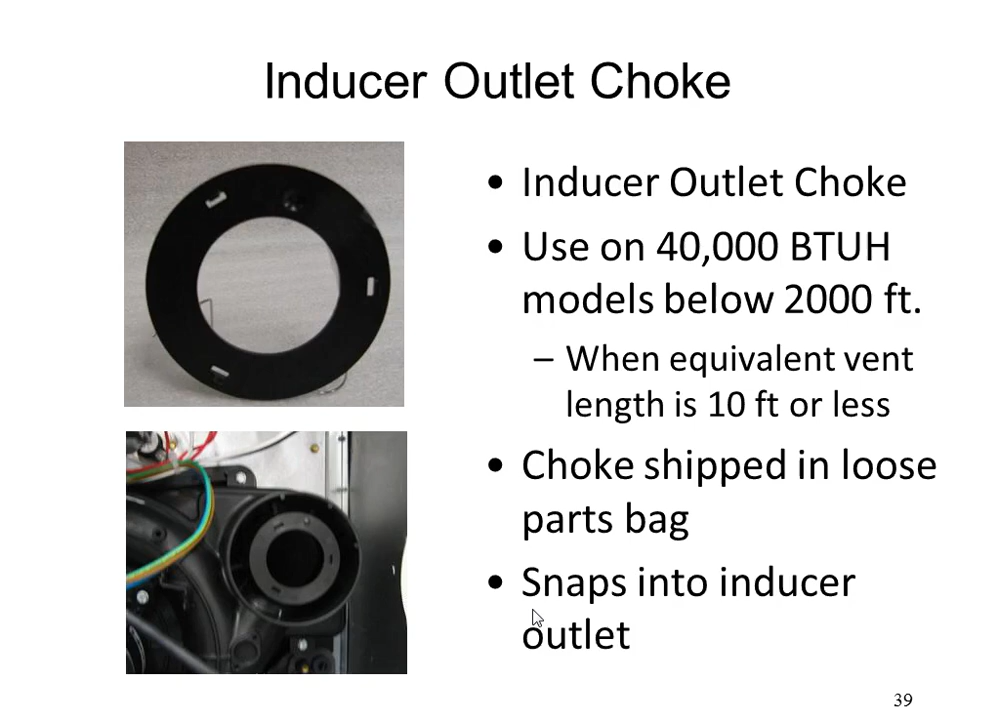 Inducer Outlet Choke
• Inducer Outlet Choke
• Use on 40,000 BTUH
models below 2000 ft.
– When equivalent vent
length is 10 ft or less
• Choke shipped in loose
parts bag
• Snaps into inducer
outlet
39